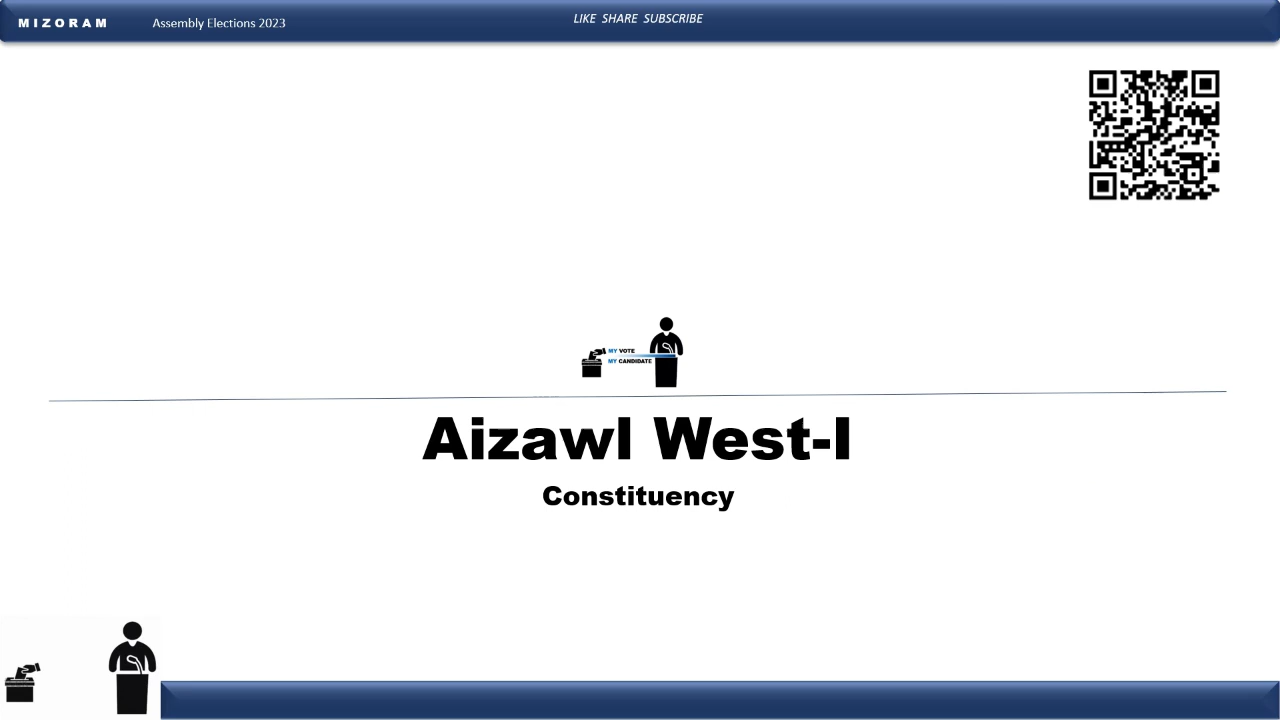 MIZORAM
Assembly Elections 2023
LIKE SHARE SUBSCRIBE
MY VOTE
MY CANDIDATE
Aizawl West-I
Constituency